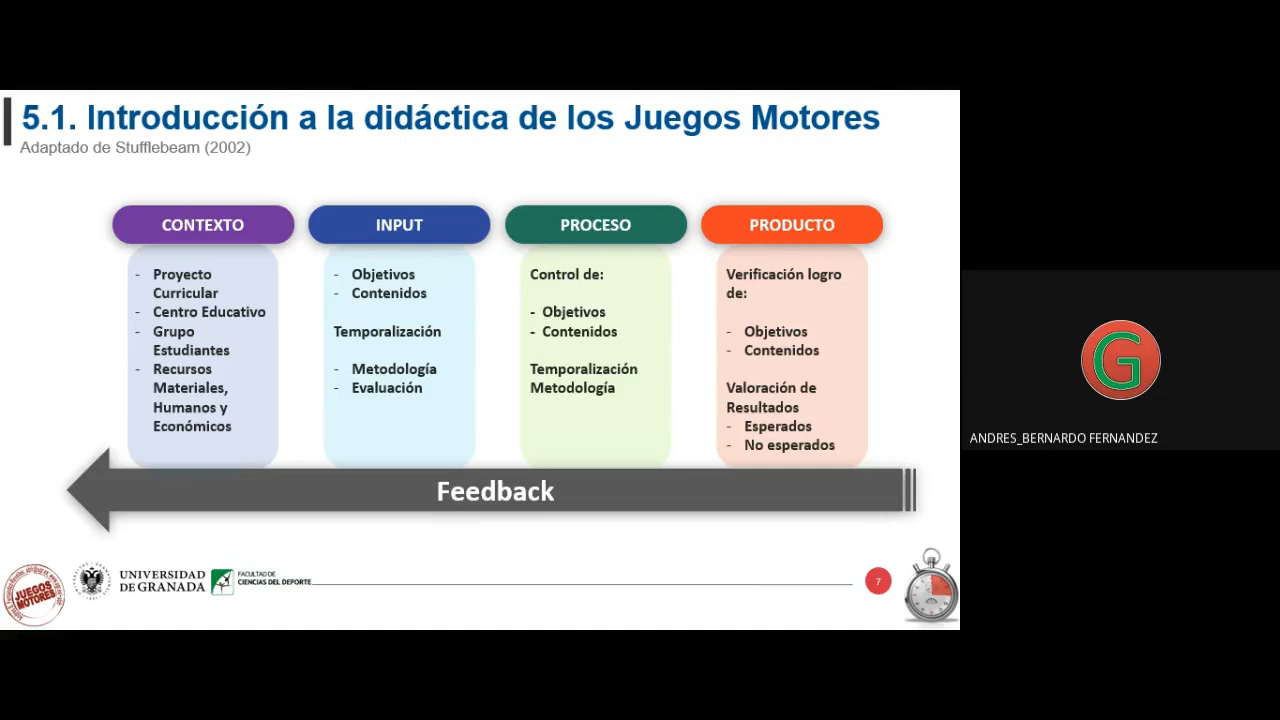 5.1. Introducción a la didáctica de los Juegos Motores
Adaptado de Stufflebeam (2002)
CONTEXTO
- Proyecto
Curricular
- Centro Educativo
- Grupo
Estudiantes
- Recursos
Materiales,
Humanos y
Económicos
INPUT
- Objetivos
- Contenidos
Temporalización
- Metodología
- Evaluación
PROCESO
Control de:
- Objetivos
- Contenidos
Temporalización
Metodología
PRODUCTO
Verificación logro
de:
- Objetivos
- Contenidos
Valoración de
Resultados
- Esperados
- No esperados
Feedback
JUEGOS
MOTORES
UNIVERSIDAD
DE GRANADA
FACULTAD DE
CIENCIAS DEL DEPORTE
7
G
ANDRES_BERNARDO FERNANDEZ